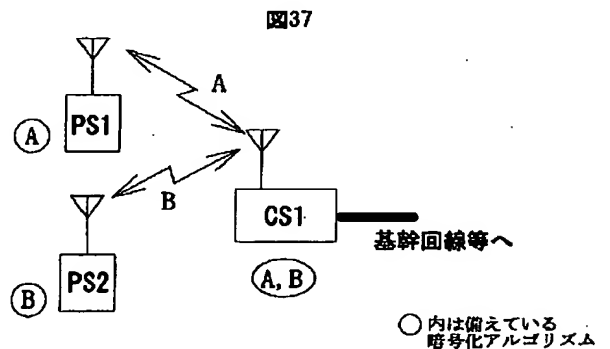 図37
A
PS1
A
B
PS2
B
CS1
A, B
基幹回線等へ
○内は備えている
暗号化アルゴリズム